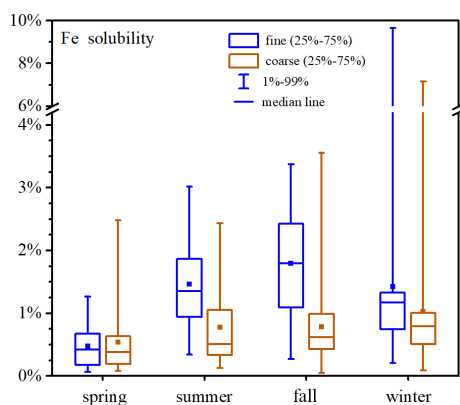 10%
Fe solubility
fine (25%-75%)
8%
coarse (25%-75%)
1%-99%
6%
median line
4%
3%
2%
1%
0%
spring summer fall winter